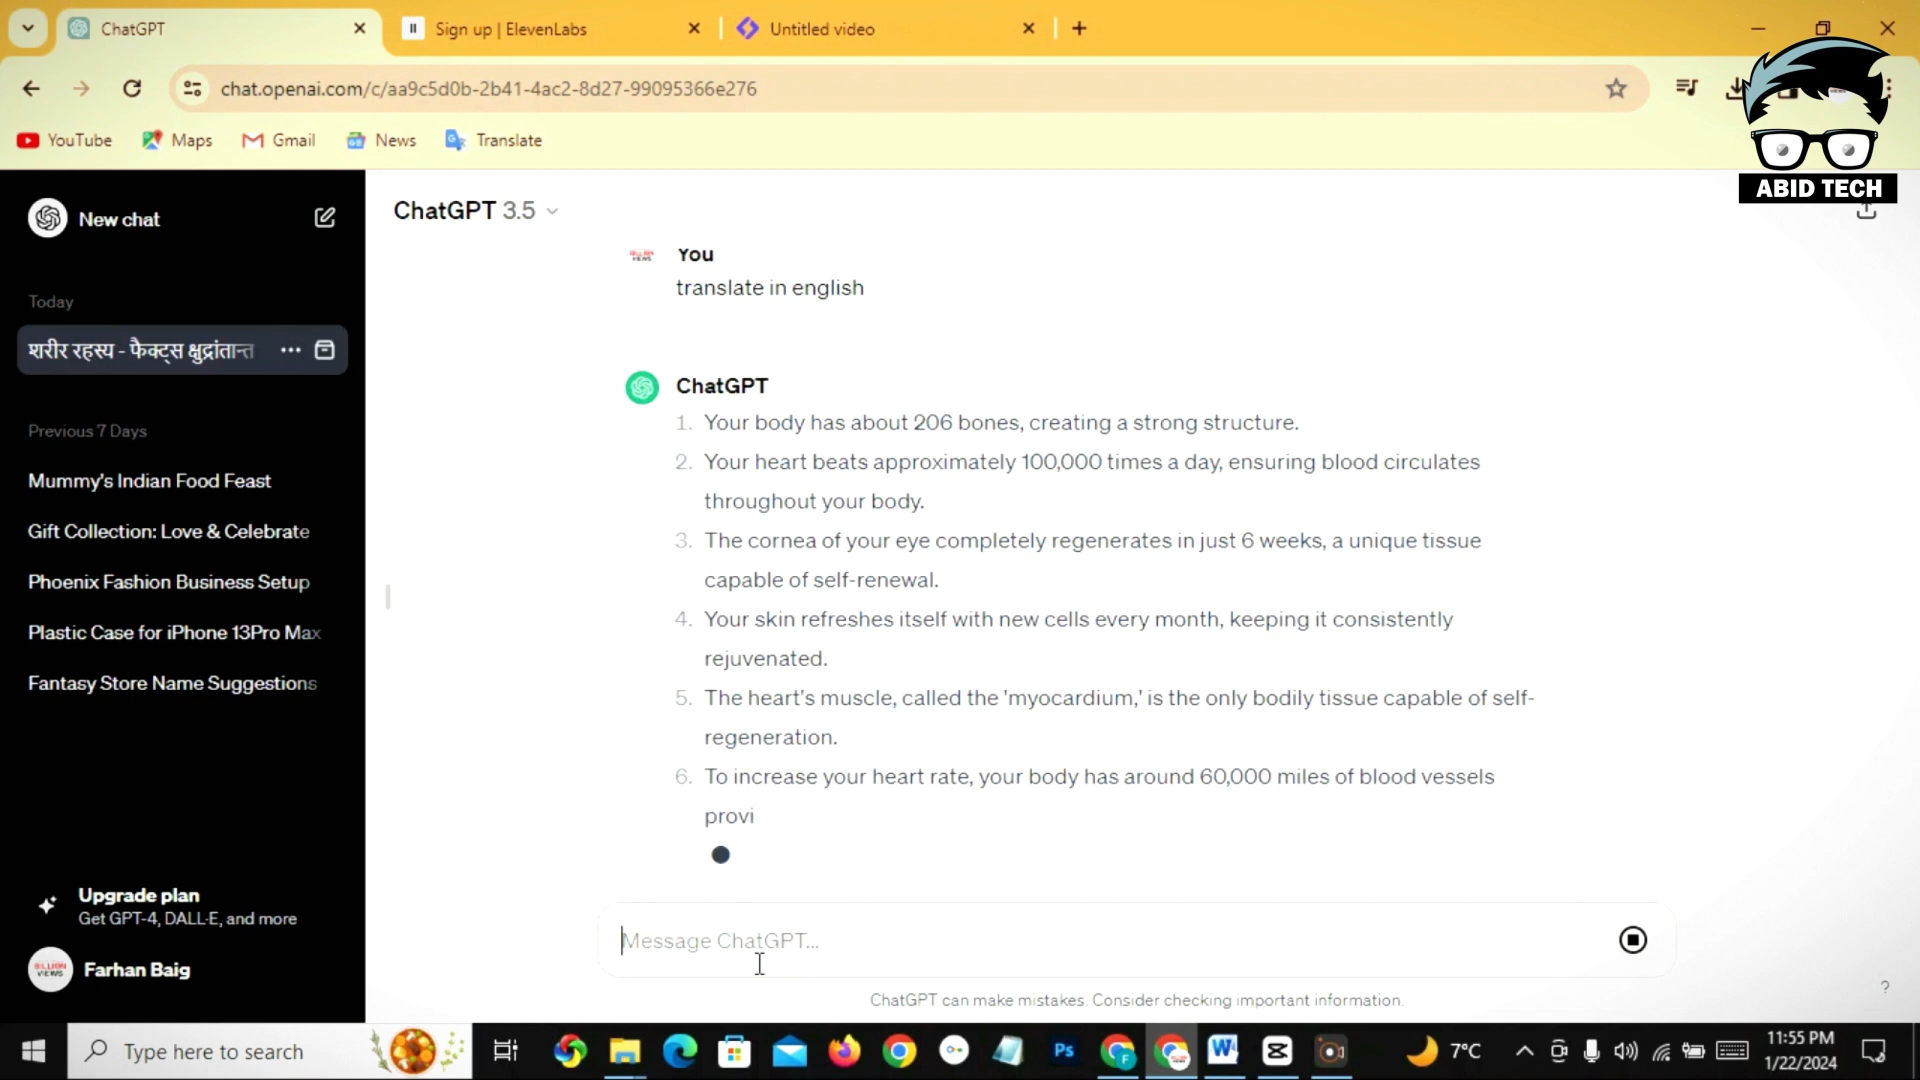 ChatGPT
Sign up | ElevenLabs
Untitled video
chat.openai.com/c/aa9c5d0b-2b41-4ac2-8d27-99095366e276
YouTube
Maps
Gmail
News
Translate
ABID TECH
New chat
ChatGPT 3.5
Today
शरीर रहस्य - फैक्ट्स क्षुद्रांतान्त
Previous 7 Days
Mummy's Indian Food Feast
Gift Collection: Love & Celebrate
Phoenix Fashion Business Setup
Plastic Case for iPhone 13Pro Max
Fantasy Store Name Suggestions
Upgrade plan
Get GPT-4, DALL·E, and more
BILLION
VIEWS
Farhan Baig
BILLION
VIEWS
You
translate in english
ChatGPT
1. Your body has about 206 bones, creating a strong structure.
2. Your heart beats approximately 100,000 times a day, ensuring blood circulates
throughout your body.
3. The cornea of your eye completely regenerates in just 6 weeks, a unique tissue
capable of self-renewal.
4. Your skin refreshes itself with new cells every month, keeping it consistently
rejuvenated.
5. The heart's muscle, called the 'myocardium,' is the only bodily tissue capable of self-
regeneration.
6. To increase your heart rate, your body has around 60,000 miles of blood vessels
provi
Message ChatGPT...
ChatGPT can make mistakes. Consider checking important information.
?
Type here to search
Ps
F
W
7°C
11:55 PM
1/22/2024